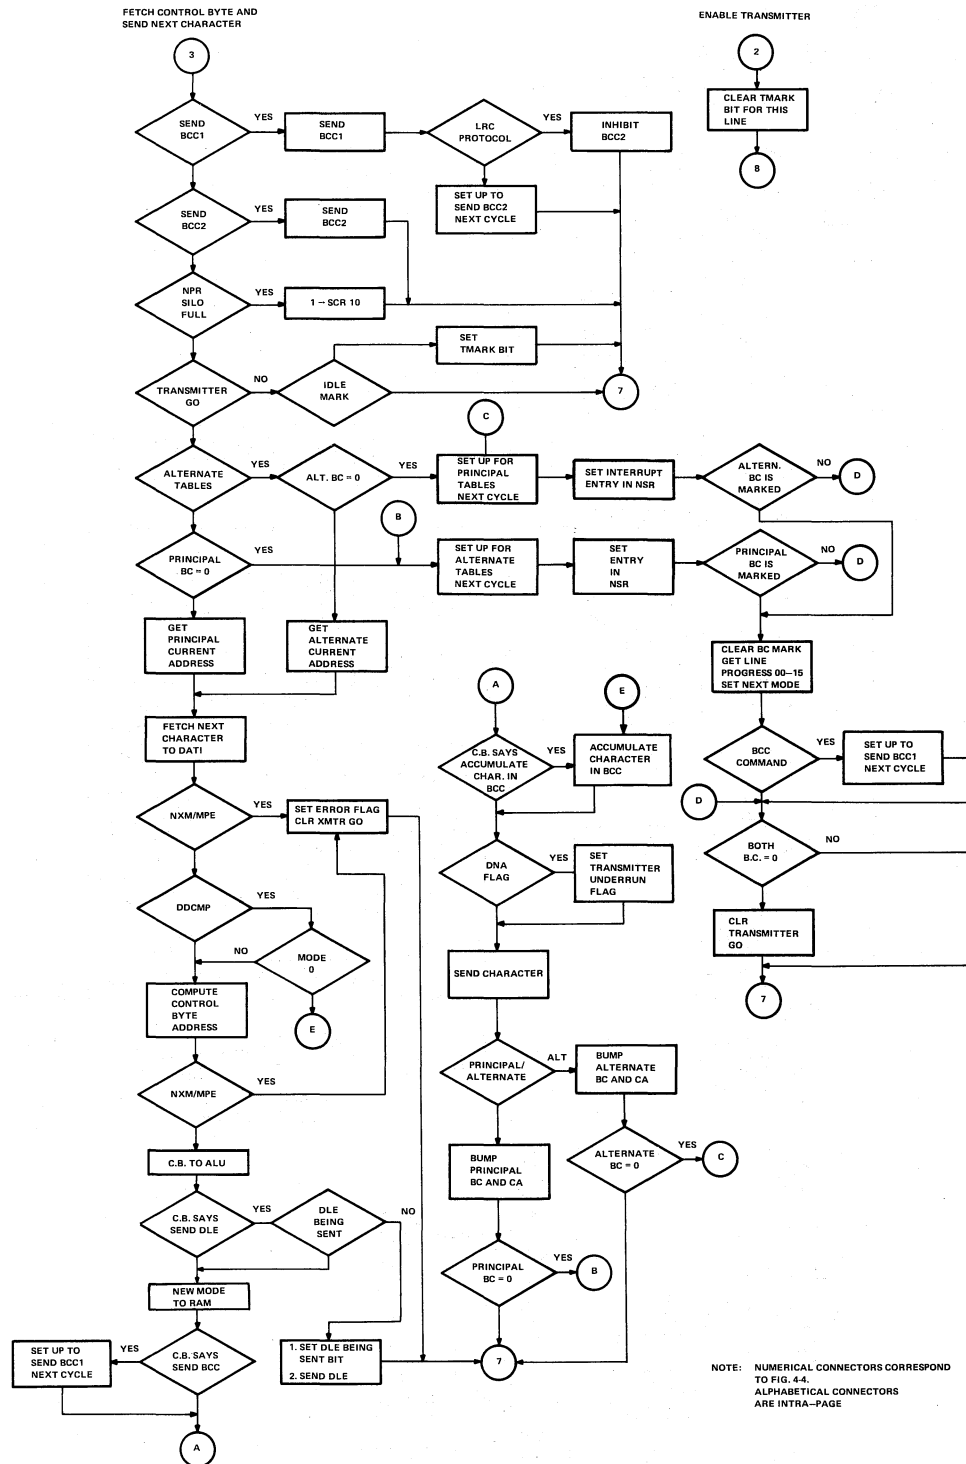 FETCH CONTROL BYTE AND
SEND NEXT CHARACTER
ENABLE TRANSMITTER
3
2
CLEAR TMARK
BIT FOR THIS
LINE
8
SEND
BCC1
YES
SEND
BCC1
LRC
PROTOCOL
YES
INHIBIT
BCC2
SET UP TO
SEND BCC2
NEXT CYCLE
SEND
BCC2
YES
SEND
BCC2
NPR
SILO
FULL
YES
1 → SCR 10
SET
TMARK BIT
TRANSMITTER
GO
NO
IDLE
MARK
7
C
ALTERNATE
TABLES
YES
ALT. BC = 0
YES
SET UP FOR
PRINCIPAL
TABLES
NEXT CYCLE
SET INTERRUPT
ENTRY IN NSR
ALTERN.
BC IS
MARKED
NO
D
B
PRINCIPAL
BC = 0
YES
SET UP FOR
ALTERNATE
TABLES
NEXT CYCLE
SET
ENTRY
IN
NSR
PRINCIPAL
BC IS
MARKED
NO
D
GET
PRINCIPAL
CURRENT
ADDRESS
GET
ALTERNATE
CURRENT
ADDRESS
CLEAR BC MARK
GET LINE
PROGRESS 00–15
SET NEXT MODE
A
E
FETCH NEXT
CHARACTER
TO DATI
C.B. SAYS
ACCUMULATE
CHAR. IN
BCC
YES
ACCUMULATE
CHARACTER
IN BCC
BCC
COMMAND
YES
SET UP TO
SEND BCC1
NEXT CYCLE
NXM/MPE
YES
SET ERROR FLAG
CLR XMTR GO
D
DNA
FLAG
YES
SET
TRANSMITTER
UNDERRUN
FLAG
BOTH
B.C. = 0
NO
DDCMP
YES
MODE
0
NO
CLR
TRANSMITTER
GO
SEND CHARACTER
COMPUTE
CONTROL
BYTE
ADDRESS
E
7
NXM/MPE
YES
PRINCIPAL/
ALTERNATE
ALT
BUMP
ALTERNATE
BC AND CA
C.B. TO ALU
BUMP
PRINCIPAL
BC AND CA
ALTERNATE
BC = 0
YES
C
C.B. SAYS
SEND DLE
YES
DLE
BEING
SENT
NO
PRINCIPAL
BC = 0
YES
B
NEW MODE
TO RAM
SET UP TO
SEND BCC1
NEXT CYCLE
YES
C.B. SAYS
SEND BCC
1. SET DLE BEING
SENT BIT
2. SEND DLE
7
A
NOTE: NUMERICAL CONNECTORS CORRESPOND
TO FIG. 4-4.
ALPHABETICAL CONNECTORS
ARE INTRA–PAGE